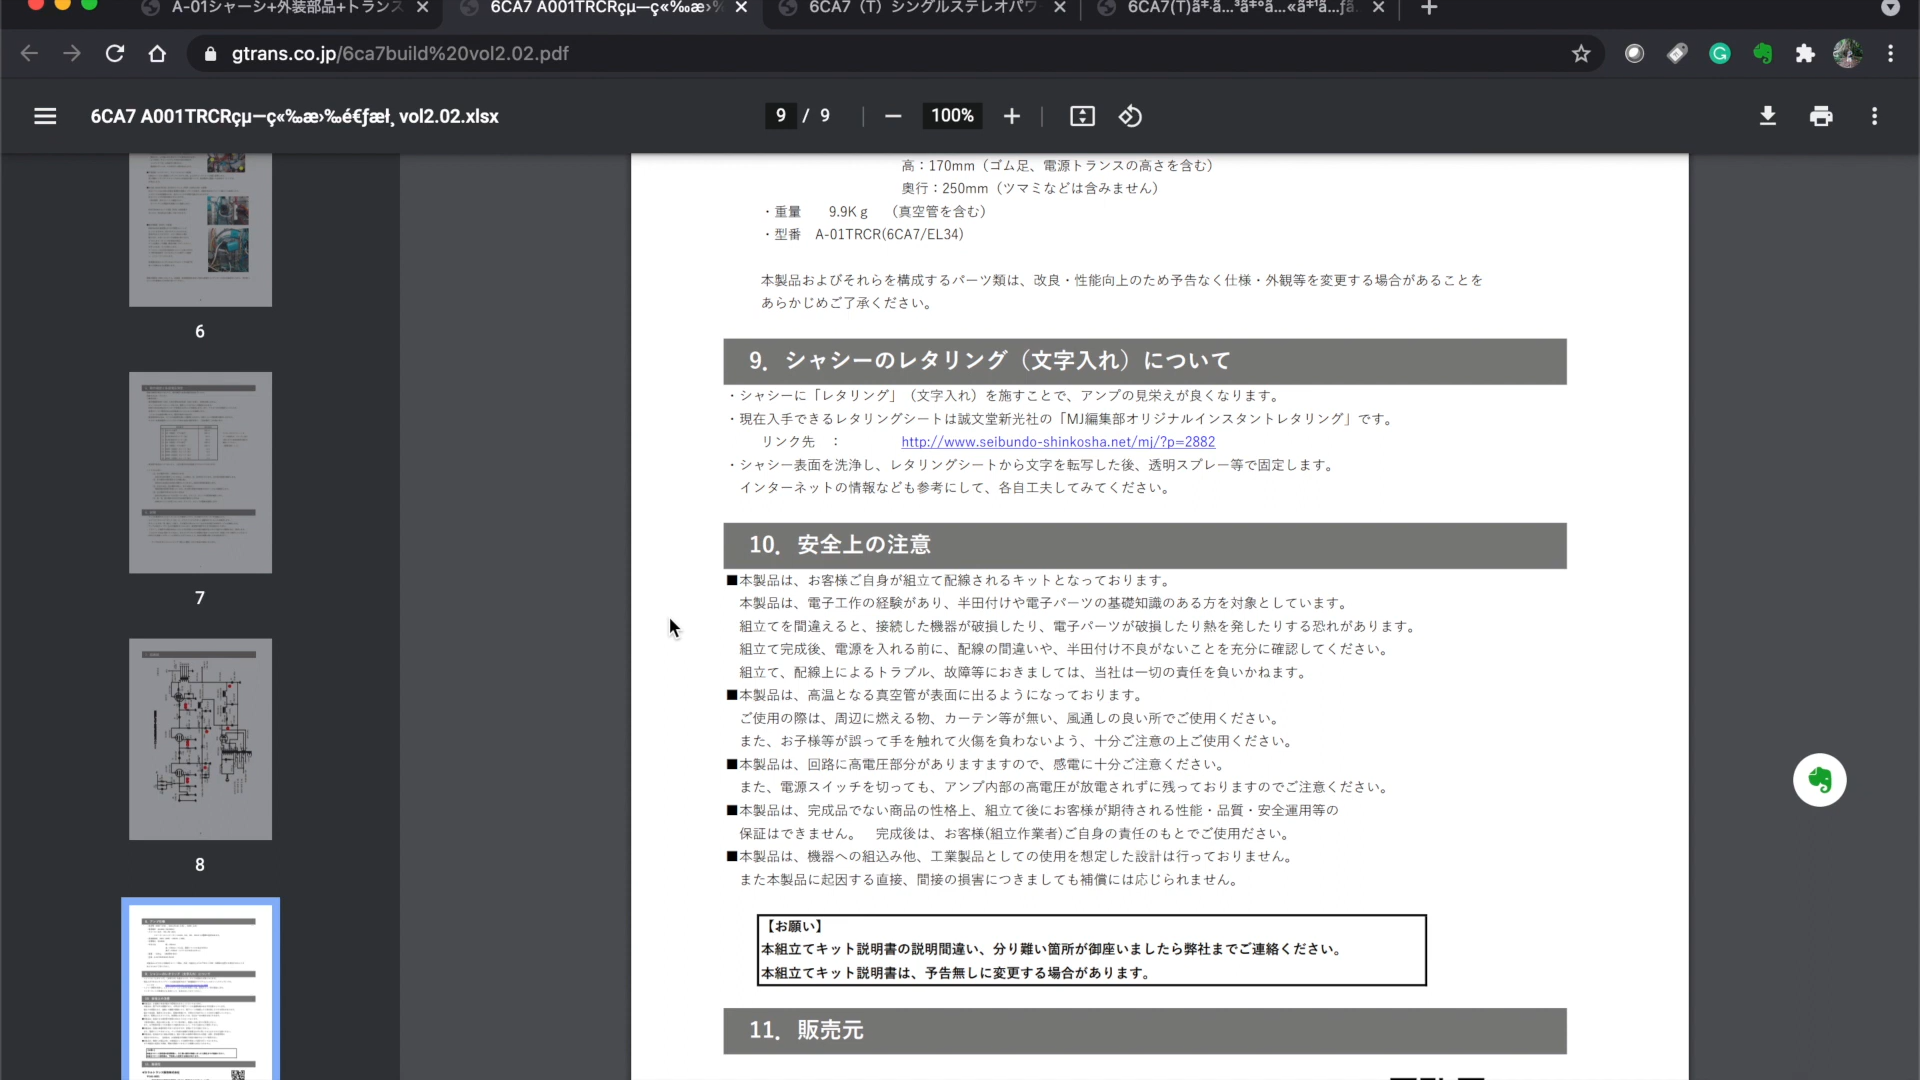 A-01シャーシ+外装部品+トランス
6CA7 A001TRCRçµ—ç«‰æ››
6CA7（T）シングルステレオパワ
gtrans.co.jp/6ca7build%20vol2.02.pdf
vol2.02.xlsx
9 / 9
100%
6
7
8
高：170mm（ゴム足、電源トランスの高さを含む）
奥行：250mm（ツマミなどは含みません）
・重量 9.9Kｇ （真空管を含む）
・型番 A-01TRCR(6CA7/EL34)
本製品およびそれらを構成するパーツ類は、改良・性能向上のため予告なく仕様・外観等を変更する場合があることを
あらかじめご了承ください。
9．シャシーのレタリング（文字入れ）について
・シャシーに「レタリング」（文字入れ）を施すことで、アンプの見栄えが良くなります。
・現在入手できるレタリングシートは誠文堂新光社の「MJ編集部オリジナルインスタントレタリング」です。
リンク先 ： http://www.seibundo-shinkosha.net/mj/?p=2882
・シャシー表面を洗浄し、レタリングシートから文字を転写した後、透明スプレー等で固定します。
インターネットの情報なども参考にして、各自工夫してみてください。
10．安全上の注意
■本製品は、お客様ご自身が組立て配線されるキットとなっております。
本製品は、電子工作の経験があり、半田付けや電子パーツの基礎知識のある方を対象としています。
組立てを間違えると、接続した機器が破損したり、電子パーツが破損したり熱を発したりする恐れがあります。
組立て完成後、電源を入れる前に、配線の間違いや、半田付け不良がないことを充分に確認してください。
組立て、配線上によるトラブル、故障等におきましては、当社は一切の責任を負いかねます。
■本製品は、高温となる真空管が表面に出るようになっております。
ご使用の際は、周辺に燃える物、カーテン等が無い、風通しの良い所でご使用ください。
また、お子様等が誤って手を触れて火傷を負わないよう、十分ご注意の上ご使用ください。
■本製品は、回路に高電圧部分がありますますので、感電に十分ご注意ください。
また、電源スイッチを切っても、アンプ内部の高電圧が放電されずに残っておりますのでご注意ください。
■本製品は、完成品でない商品の性格上、組立て後にお客様が期待される性能・品質・安全運用等の
保証はできません。 完成後は、お客様(組立作業者)ご自身の責任のもとでご使用ださい。
■本製品は、機器への組込み他、工業製品としての使用を想定した設計は行っておりません。
また本製品に起因する直接、間接の損害につきましても補償には応じられません。
【お願い】
本組立てキット説明書の説明間違い、分り難い箇所が御座いましたら弊社までご連絡ください。
本組立てキット説明書は、予告無しに変更する場合があります。
11．販売元